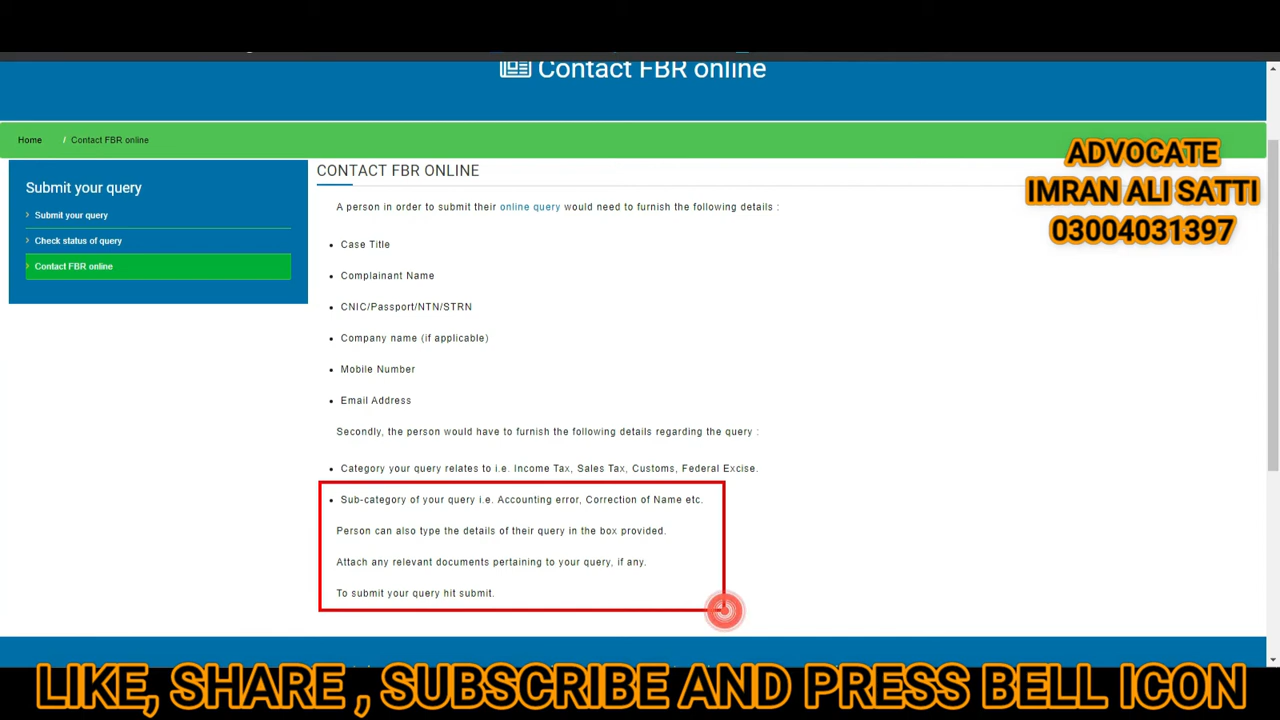 Contact FBR online
Home / Contact FBR online
Submit your query
Submit your query
Check status of query
Contact FBR online
CONTACT FBR ONLINE
A person in order to submit their online query would need to furnish the following details :
Case Title
Complainant Name
CNIC/Passport/NTN/STRN
Company name (if applicable)
Mobile Number
Email Address
Secondly, the person would have to furnish the following details regarding the query :
Category your query relates to i.e. Income Tax, Sales Tax, Customs, Federal Excise.
Sub-category of your query i.e. Accounting error, Correction of Name etc.
Person can also type the details of their query in the box provided.
Attach any relevant documents pertaining to your query, if any.
To submit your query hit submit.
ADVOCATE
IMRAN ALI SATTI
03004031397
LIKE, SHARE , SUBSCRIBE AND PRESS BELL ICON